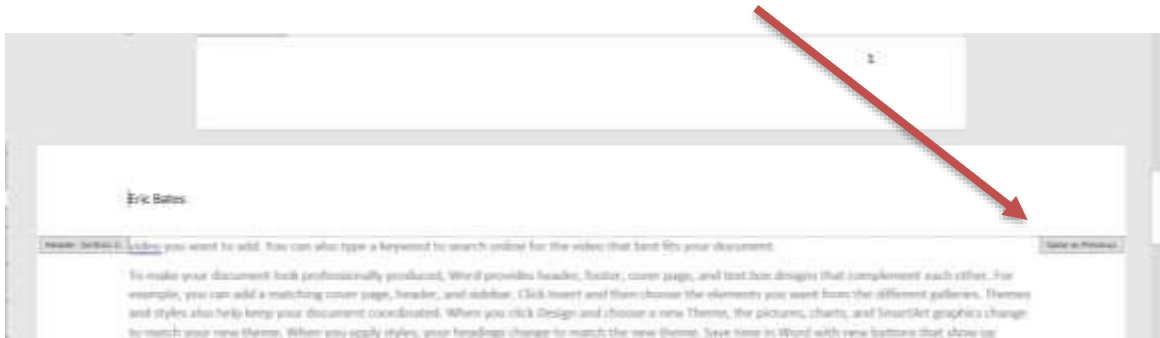 1
Eric Bates
Header -Section 2-
video you want to add. You can also type a keyword to search online for the video that best fits your document.
Same as Previous
To make your document look professionally produced, Word provides header, footer, cover page, and text box designs that complement each other. For
example, you can add a matching cover page, header, and sidebar. Click Insert and then choose the elements you want from the different galleries. Themes
and styles also help keep your document coordinated. When you click Design and choose a new Theme, the pictures, charts, and SmartArt graphics change
to match your new theme. When you apply styles, your headings change to match the new theme. Save time in Word with new buttons that show up